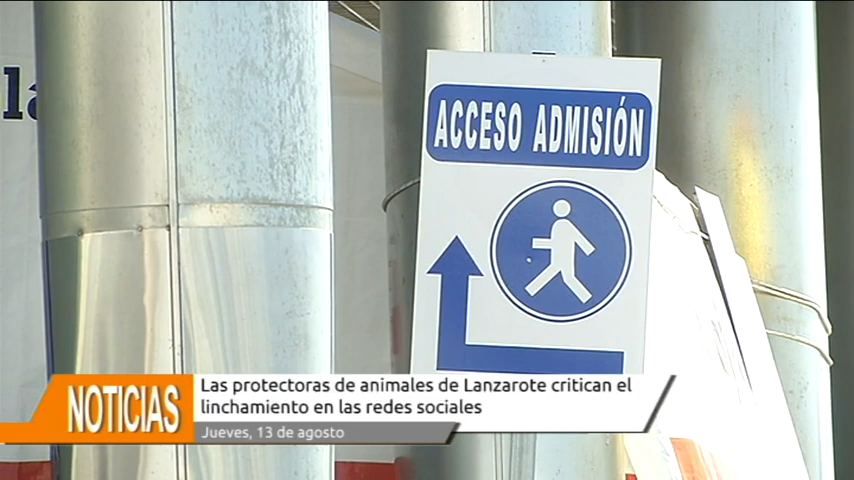 la
ACCESO ADMISIÓN
NOTICIAS
Las protectoras de animales de Lanzarote critican el
linchamiento en las redes sociales
Jueves, 13 de agosto